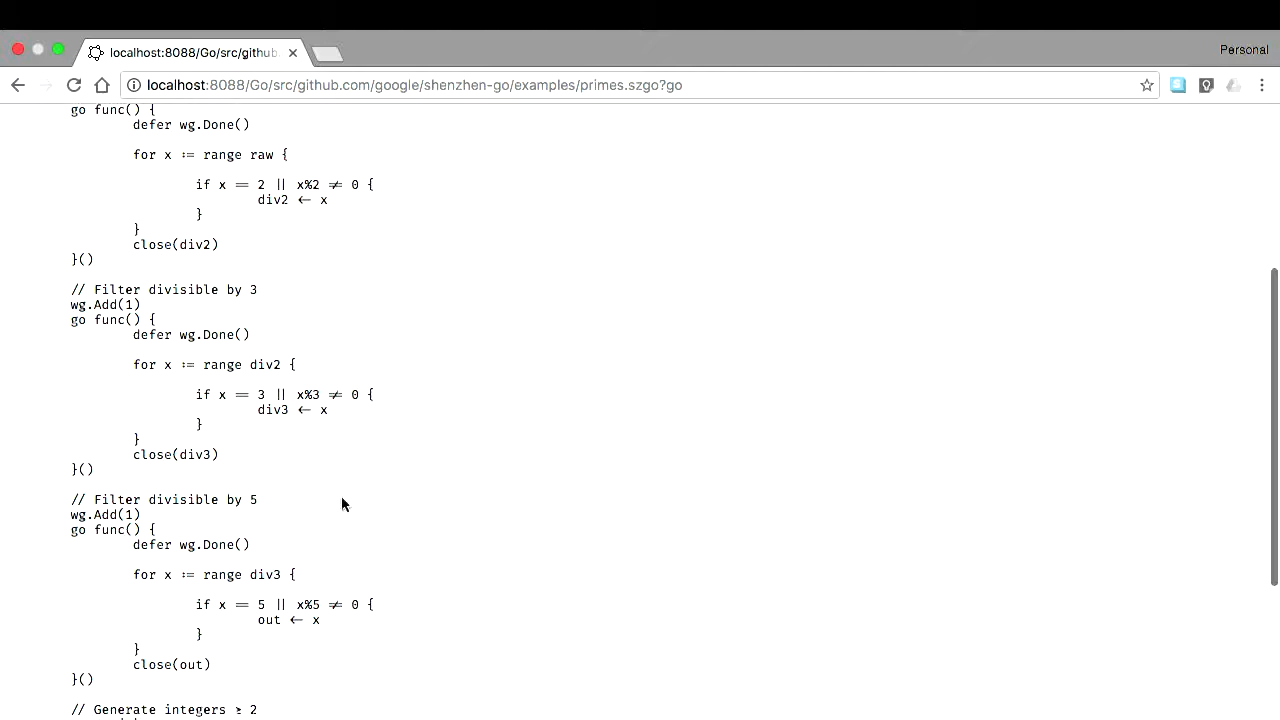 localhost:8088/Go/src/github
Personal
localhost:8088/Go/src/github.com/google/shenzhen-go/examples/primes.szgo?go
go func() {
defer wg.Done()
for x := range raw {
if x == 2 || x%2 ≠ 0 {
div2 ← x
}
}
close(div2)
}()
// Filter divisible by 3
wg.Add(1)
go func() {
defer wg.Done()
for x := range div2 {
if x == 3 || x%3 ≠ 0 {
div3 ← x
}
}
close(div3)
}()
// Filter divisible by 5
wg.Add(1)
go func() {
defer wg.Done()
for x := range div3 {
if x == 5 || x%5 ≠ 0 {
out ← x
}
}
close(out)
}()
// Generate integers ≥ 2